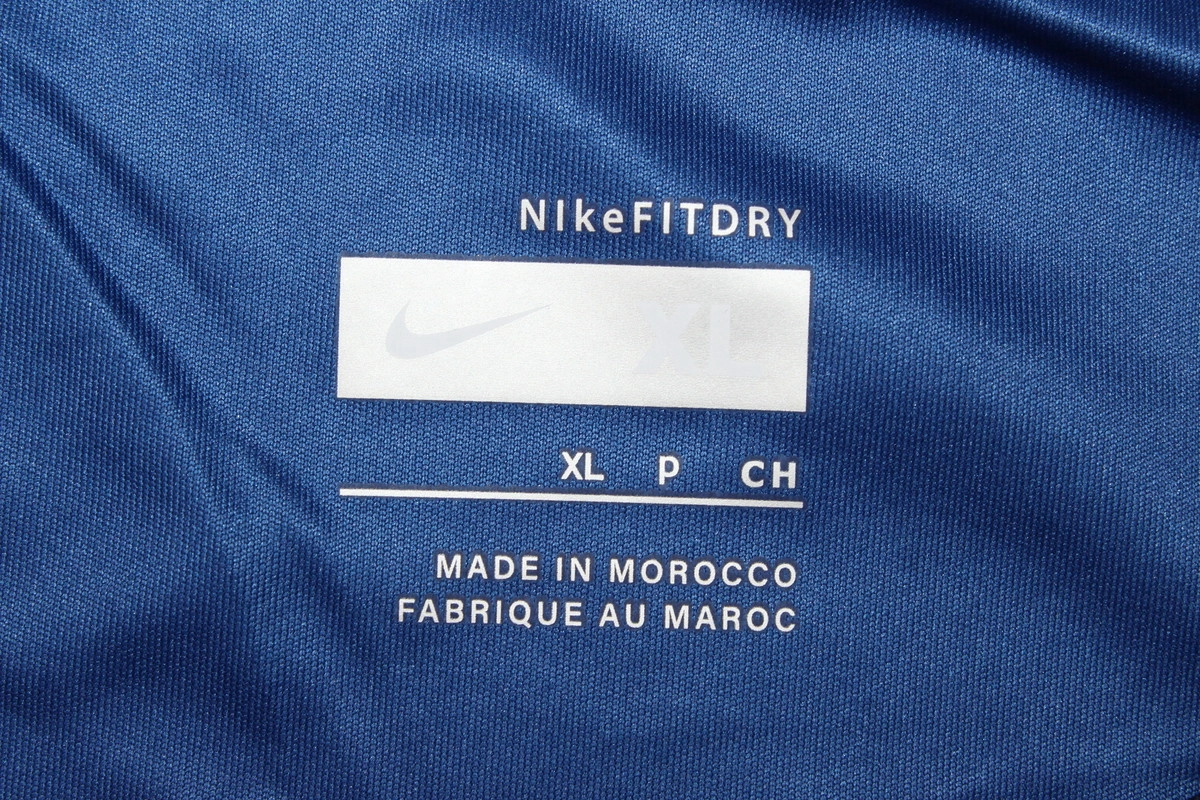 NIkeFITDRY
XL
XL P CH
MADE IN MOROCCO
FABRIQUE AU MAROC